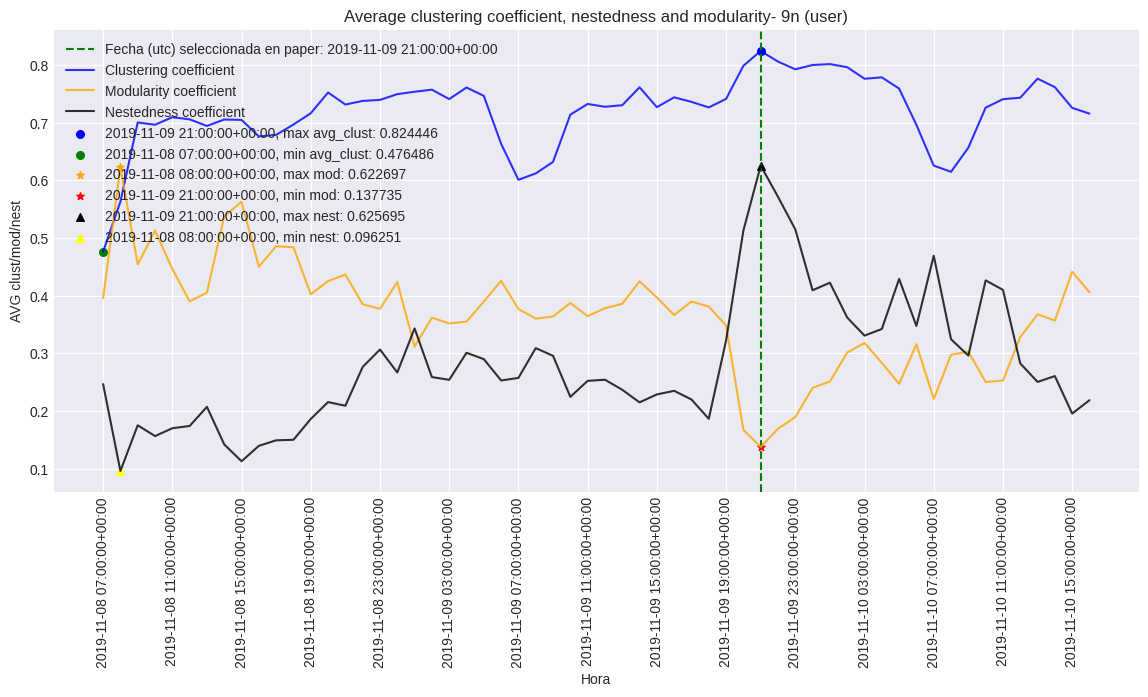 Average clustering coefficient, nestedness and modularity- 9n (user)
AVG clust/mod/nest
0.8
0.7
0.6
0.5
0.4
0.3
0.2
0.1
Fecha (utc) seleccionada en paper: 2019-11-09 21:00:00+00:00
Clustering coefficient
Modularity coefficient
Nestedness coefficient
2019-11-09 21:00:00+00:00, max avg_clust: 0.824446
2019-11-08 07:00:00+00:00, min avg_clust: 0.476486
2019-11-08 08:00:00+00:00, max mod: 0.622697
2019-11-09 21:00:00+00:00, min mod: 0.137735
2019-11-09 21:00:00+00:00, max nest: 0.625695
2019-11-08 08:00:00+00:00, min nest: 0.096251
2019-11-08 07:00:00+00:00
2019-11-08 11:00:00+00:00
2019-11-08 15:00:00+00:00
2019-11-08 19:00:00+00:00
2019-11-08 23:00:00+00:00
2019-11-09 03:00:00+00:00
2019-11-09 07:00:00+00:00
2019-11-09 11:00:00+00:00
2019-11-09 15:00:00+00:00
2019-11-09 19:00:00+00:00
2019-11-09 23:00:00+00:00
2019-11-10 03:00:00+00:00
2019-11-10 07:00:00+00:00
2019-11-10 11:00:00+00:00
2019-11-10 15:00:00+00:00
Hora